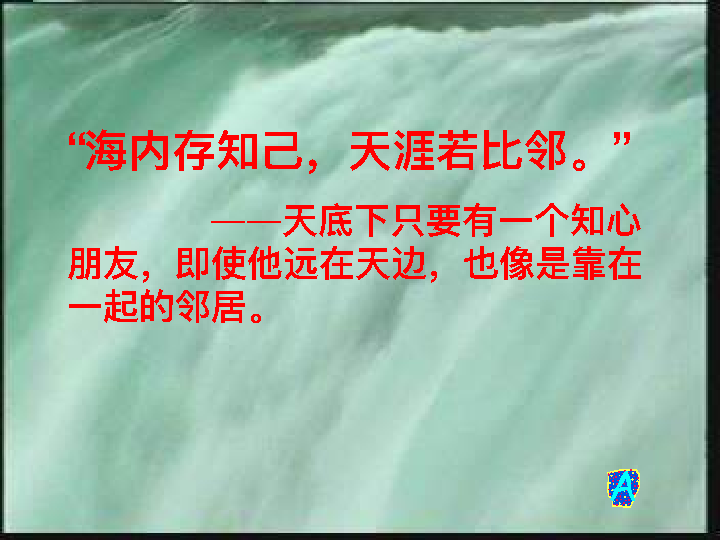 “海内存知己，天涯若比邻。”
——天底下只要有一个知心
朋友，即使他远在天边，也像是靠在
一起的邻居。
A